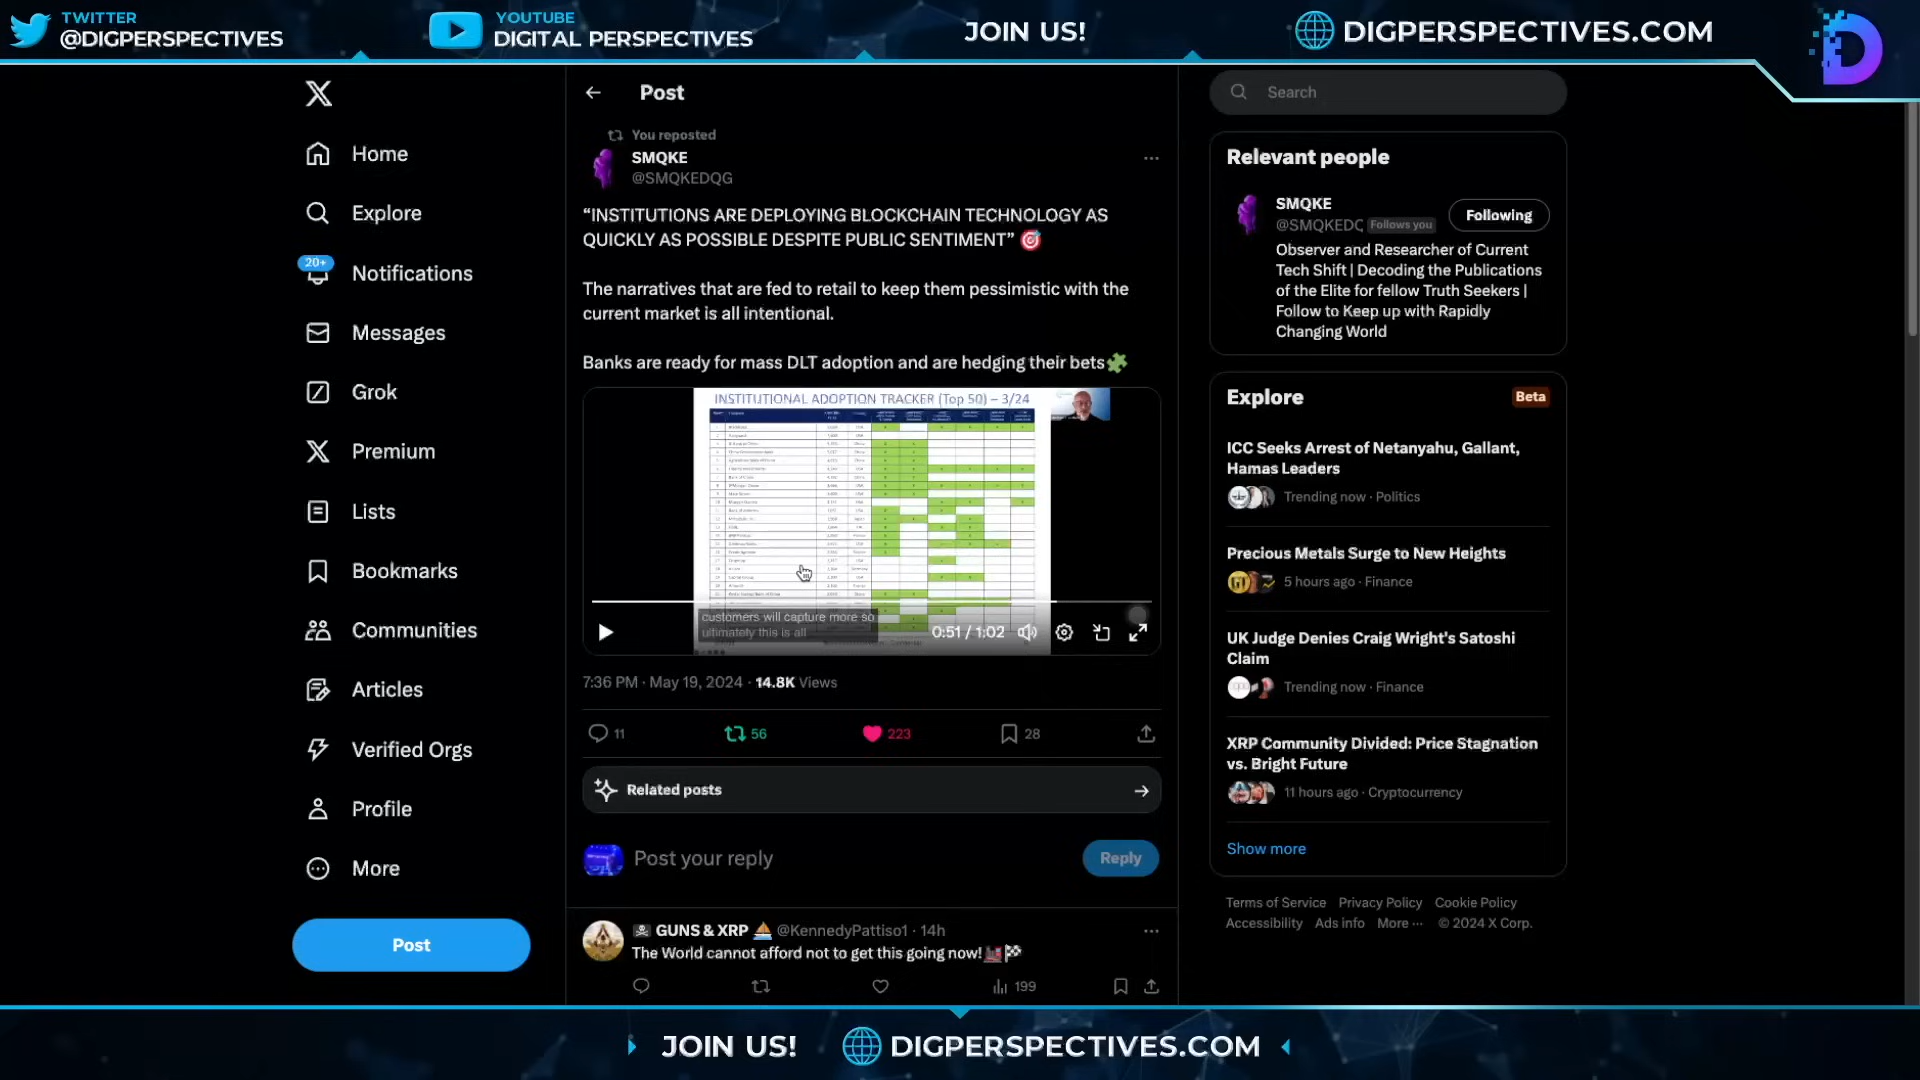 TWITTER
@DIGPERSPECTIVES
YOUTUBE
DIGITAL PERSPECTIVES
JOIN US!
DIGPERSPECTIVES.COM
Home
Explore
20+
Notifications
Messages
Grok
Premium
Lists
Bookmarks
Communities
Articles
Verified Orgs
Profile
More
Post
Post
You reposted
SMQKE
@SMQKEDQG
“INSTITUTIONS ARE DEPLOYING BLOCKCHAIN TECHNOLOGY AS
QUICKLY AS POSSIBLE DESPITE PUBLIC SENTIMENT” 🎯
The narratives that are fed to retail to keep them pessimistic with the
current market is all intentional.
Banks are ready for mass DLT adoption and are hedging their bets🧩
INSTITUTIONAL ADOPTION TRACKER (Top 50) – 3/24
customers will capture more so
ultimately this is all
0:51 / 1:02
7:36 PM · May 19, 2024 · 14.8K Views
11
56
223
28
Related posts
Post your reply
Reply
GUNS & XRP @KennedyPattiso1 · 14h
The World cannot afford not to get this going now!
199
Search
Relevant people
SMQKE
@SMQKEDC Follows you
Following
Observer and Researcher of Current
Tech Shift | Decoding the Publications
of the Elite for fellow Truth Seekers |
Follow to Keep up with Rapidly
Changing World
Explore
Beta
ICC Seeks Arrest of Netanyahu, Gallant,
Hamas Leaders
Trending now · Politics
Precious Metals Surge to New Heights
5 hours ago · Finance
UK Judge Denies Craig Wright's Satoshi
Claim
Trending now · Finance
XRP Community Divided: Price Stagnation
vs. Bright Future
11 hours ago · Cryptocurrency
Show more
Terms of Service Privacy Policy Cookie Policy
Accessibility Ads info More ··· © 2024 X Corp.
JOIN US!
DIGPERSPECTIVES.COM